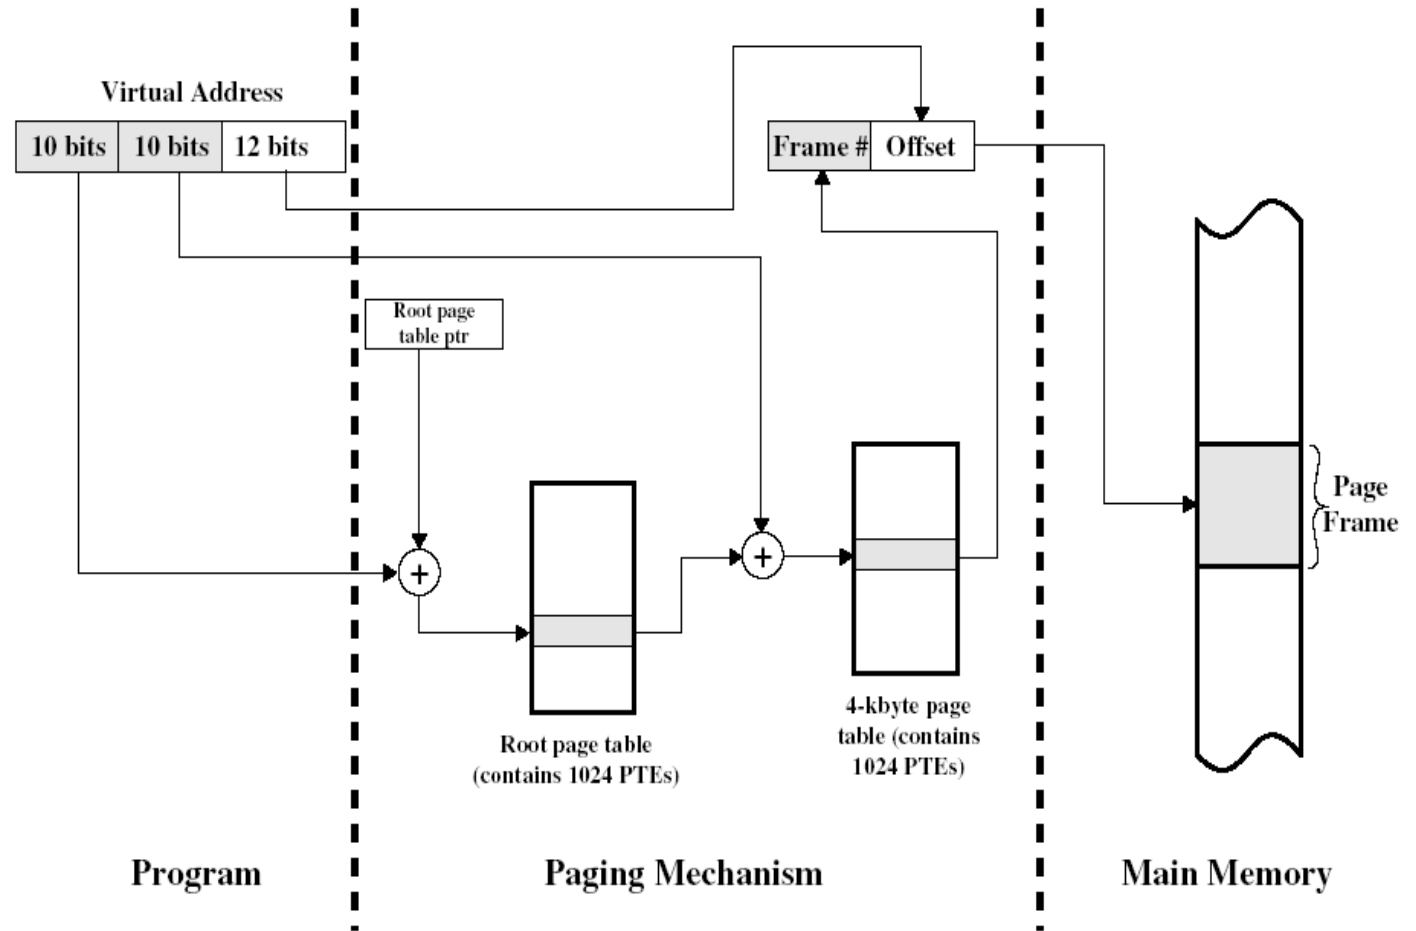 Virtual Address
10 bits 10 bits 12 bits
Frame # Offset
Root page
table ptr
+
+
Page
Frame
Root page table
(contains 1024 PTEs)
4-kbyte page
table (contains
1024 PTEs)
Program
Paging Mechanism
Main Memory